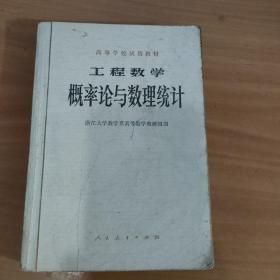 高等学校试用教材
工程数学
概率论与数理统计
浙江大学数学系高等数学教研组编
人民教育出版社